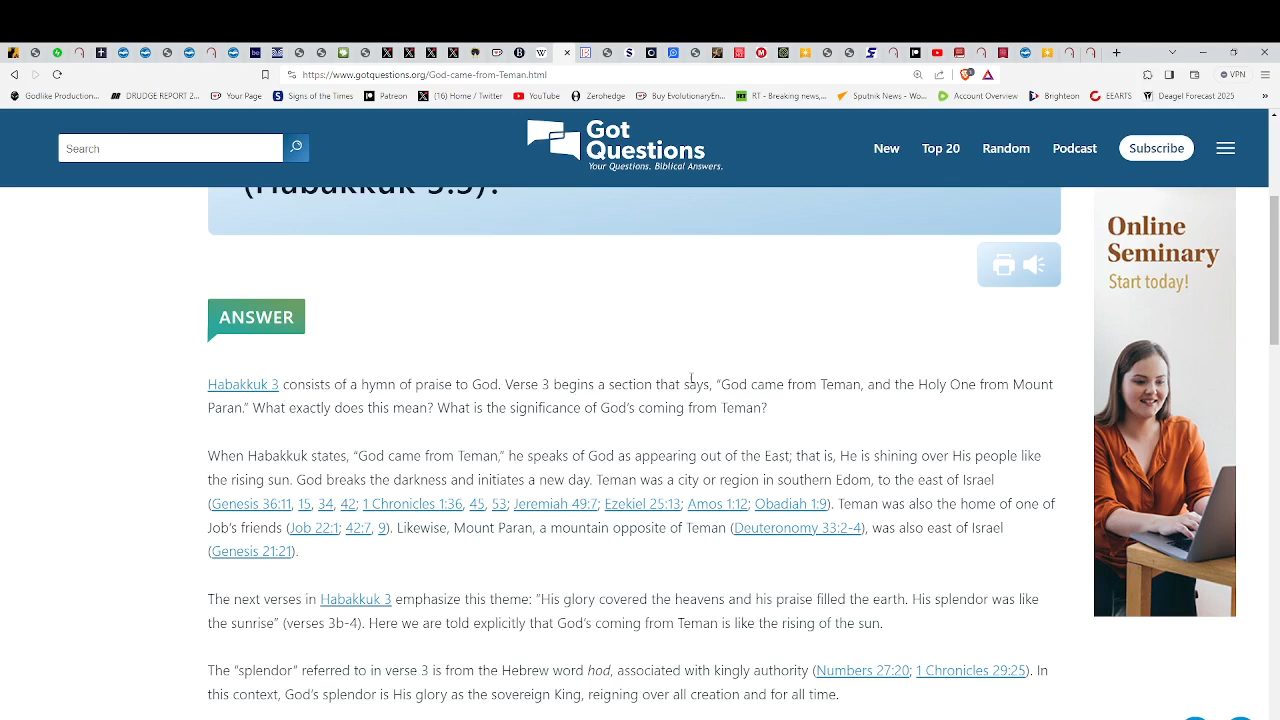 https://www.gotquestions.org/God-came-from-Teman.html
VPN
Godlike Production...
DRUDGE REPORT 2...
Your Page
Signs of the Times
Patreon
(16) Home / Twitter
YouTube
Zerohedge
Buy EvolutionaryEn...
RT - Breaking news,...
Sputnik News - Wo...
Account Overview
Brighteon
EEARTS
Deagel Forecast 2025
»
Search
Got
Questions
Your Questions. Biblical Answers.
New
Top 20
Random
Podcast
Subscribe
(Habakkuk 3:3)?
ANSWER
Habakkuk 3 consists of a hymn of praise to God. Verse 3 begins a section that says, “God came from Teman, and the Holy One from Mount
Paran.” What exactly does this mean? What is the significance of God’s coming from Teman?
When Habakkuk states, “God came from Teman,” he speaks of God as appearing out of the East; that is, He is shining over His people like
the rising sun. God breaks the darkness and initiates a new day. Teman was a city or region in southern Edom, to the east of Israel
(Genesis 36:11, 15, 34, 42; 1 Chronicles 1:36, 45, 53; Jeremiah 49:7; Ezekiel 25:13; Amos 1:12; Obadiah 1:9). Teman was also the home of one of
Job’s friends (Job 22:1; 42:7, 9). Likewise, Mount Paran, a mountain opposite of Teman (Deuteronomy 33:2-4), was also east of Israel
(Genesis 21:21).
The next verses in Habakkuk 3 emphasize this theme: “His glory covered the heavens and his praise filled the earth. His splendor was like
the sunrise” (verses 3b-4). Here we are told explicitly that God’s coming from Teman is like the rising of the sun.
The “splendor” referred to in verse 3 is from the Hebrew word hod, associated with kingly authority (Numbers 27:20; 1 Chronicles 29:25). In
this context, God’s splendor is His glory as the sovereign King, reigning over all creation and for all time.
Online
Seminary
Start today!